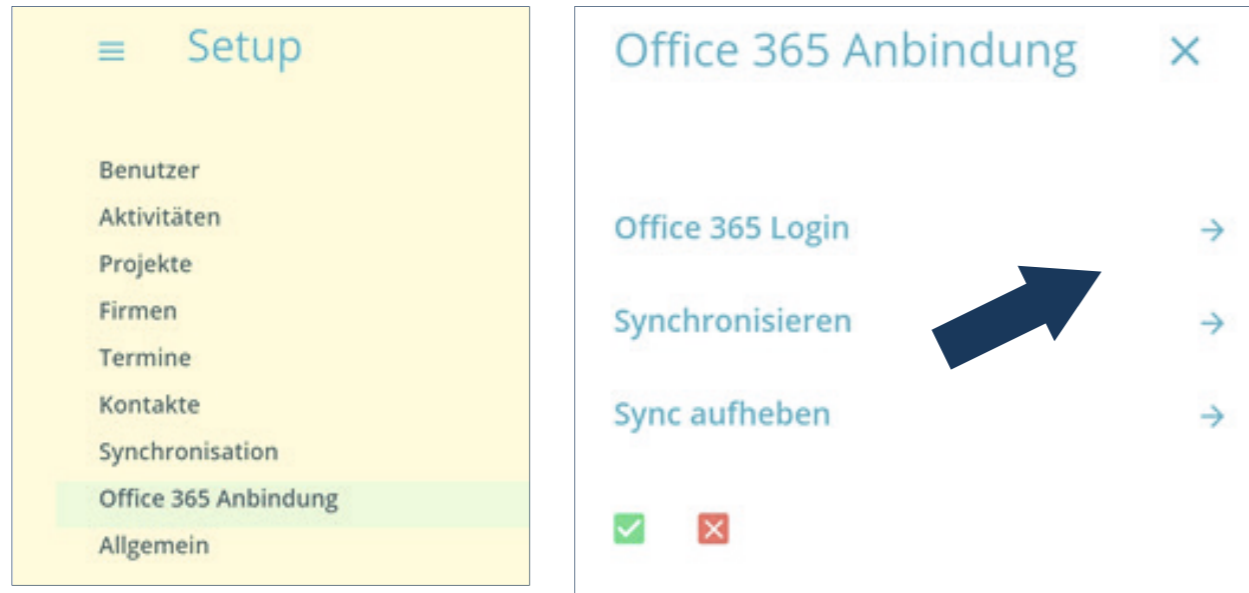 Setup
Benutzer
Aktivitäten
Projekte
Firmen
Termine
Kontakte
Synchronisation
Office 365 Anbindung
Allgemein
Office 365 Anbindung
Office 365 Login
Synchronisieren
Sync aufheben